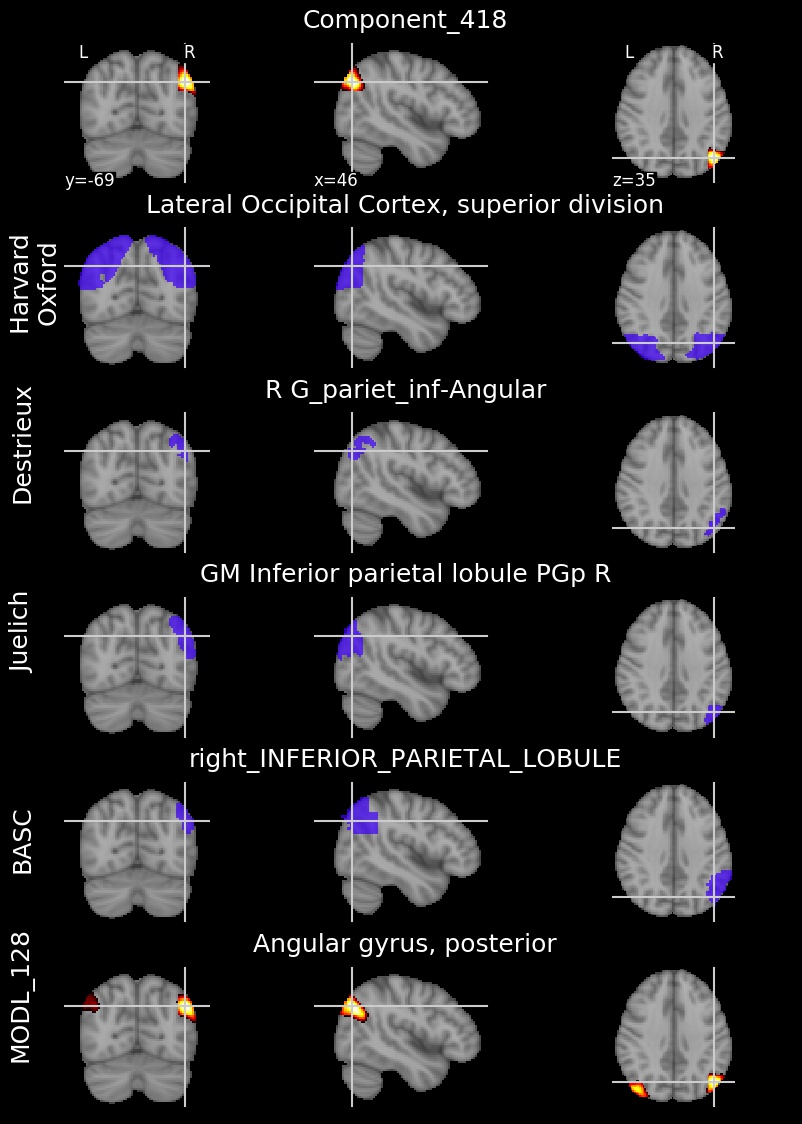 Component_418
L R
L R
y=-69
x=46
z=35
Lateral Occipital Cortex, superior division
Harvard
Oxford
R G_pariet_inf-Angular
Destrieux
GM Inferior parietal lobule PGp R
Juelich
right_INFERIOR_PARIETAL_LOBULE
BASC
Angular gyrus, posterior
MODL_128